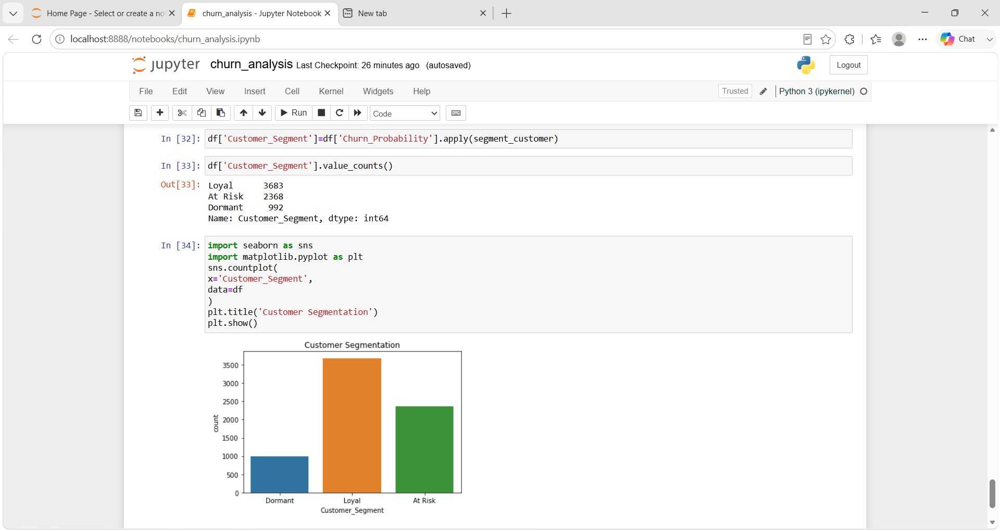 Home Page - Select or create a no
churn_analysis - Jupyter Notebook
New tab
localhost:8888/notebooks/churn_analysis.ipynb
Chat
jupyter churn_analysis Last Checkpoint: 26 minutes ago (autosaved)
Logout
File Edit View Insert Cell Kernel Widgets Help
Trusted
Python 3 (ipykernel)
Run
Code
In [32]: df['Customer_Segment']=df['Churn_Probability'].apply(segment_customer)
In [33]: df['Customer_Segment'].value_counts()
Out[33]: Loyal 3683
At Risk 2368
Dormant 992
Name: Customer_Segment, dtype: int64
In [34]: import seaborn as sns
import matplotlib.pyplot as plt
sns.countplot(
x='Customer_Segment',
data=df
)
plt.title('Customer Segmentation')
plt.show()
Customer Segmentation
3500
3000
2500
2000
1500
1000
500
0
count
Dormant Loyal At Risk
Customer_Segment